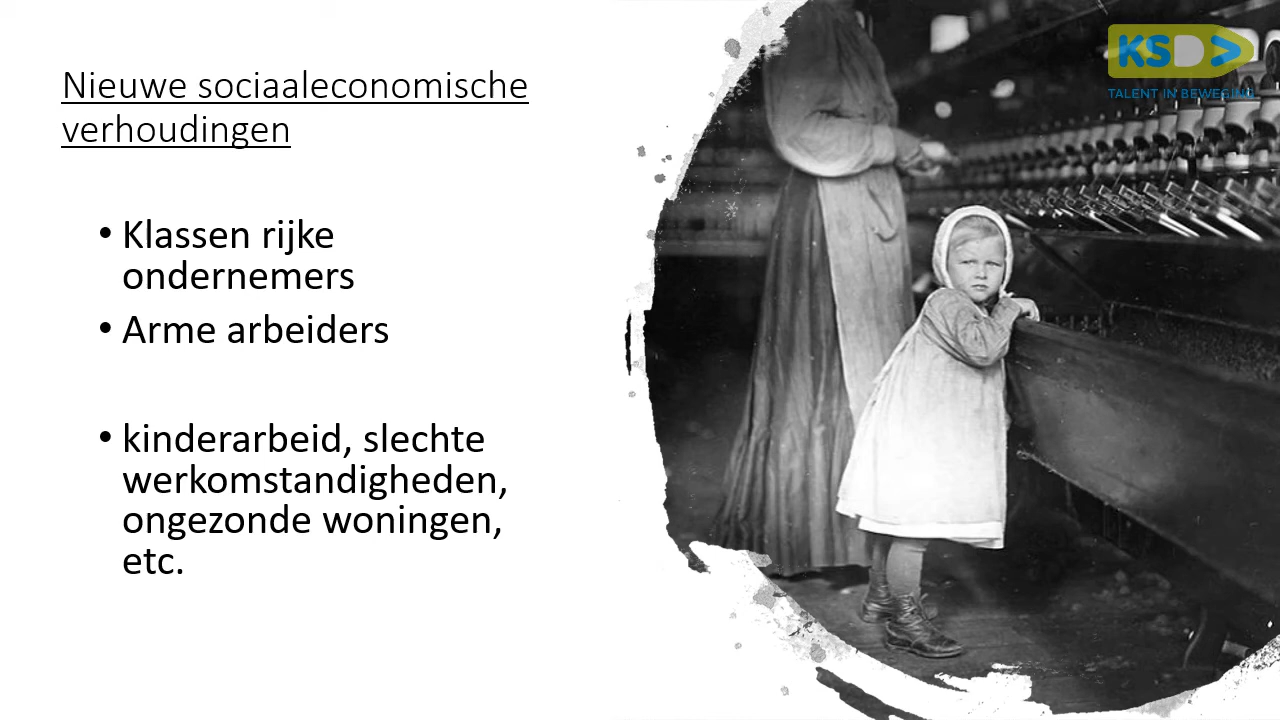 Nieuwe sociaaleconomische
verhoudingen
• Klassen rijke
ondernemers
• Arme arbeiders
• kinderarbeid, slechte
werkomstandigheden,
ongezonde woningen,
etc.
KSD
TALENT IN BEWEGING